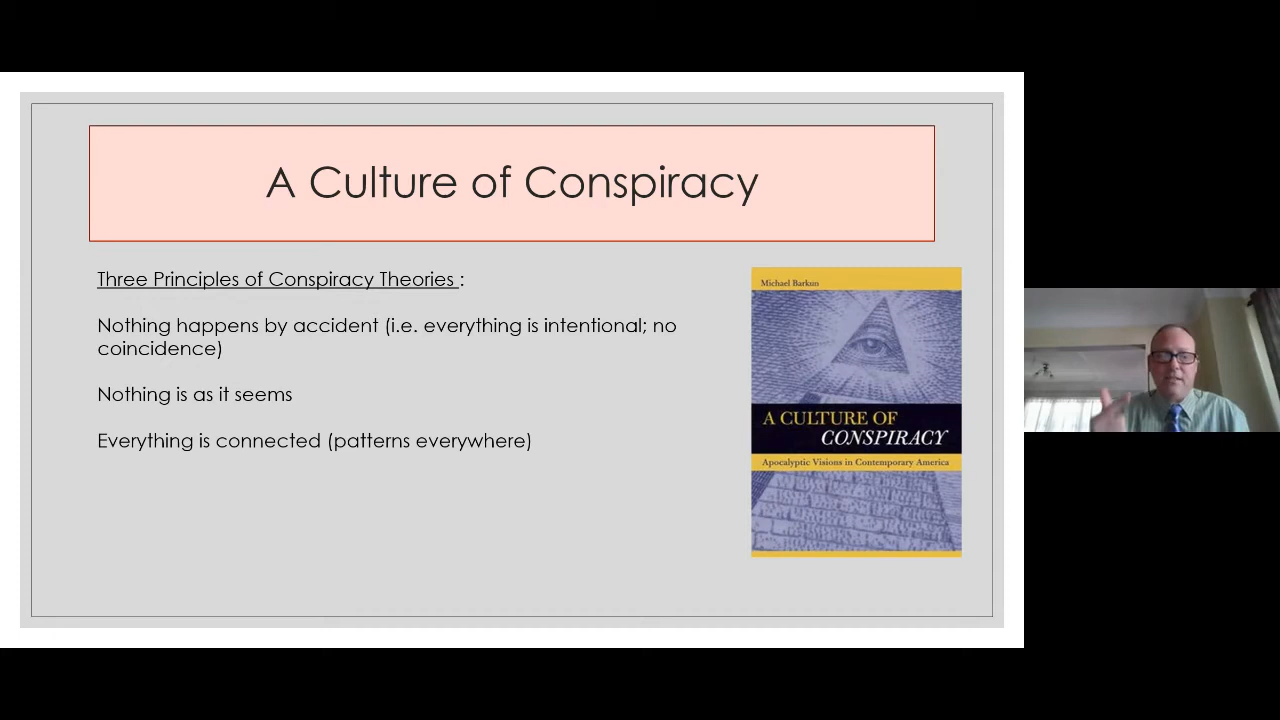 A Culture of Conspiracy
Three Principles of Conspiracy Theories :
Nothing happens by accident (i.e. everything is intentional; no
coincidence)
Nothing is as it seems
Everything is connected (patterns everywhere)
Michael Barkun
A CULTURE OF
CONSPIRACY
Apocalyptic Visions in Contemporary America